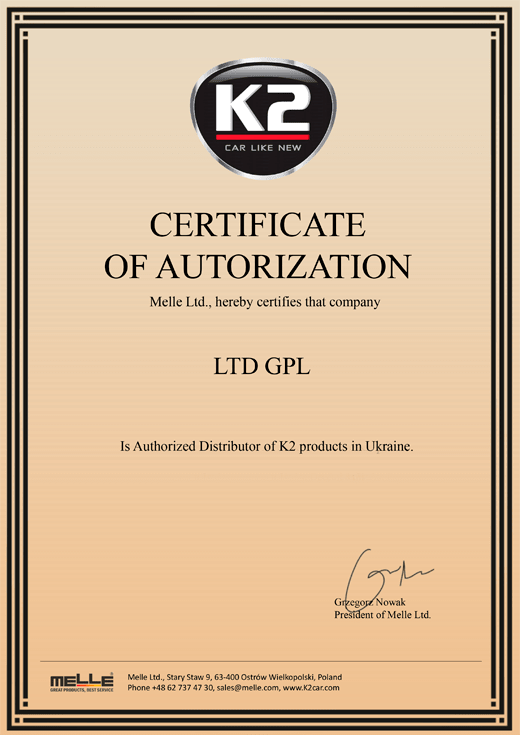 K2
CAR LIKE NEW
CERTIFICATE
OF AUTORIZATION
Melle Ltd., hereby certifies that company
LTD GPL
Is Authorized Distributor of K2 products in Ukraine.
Grzegorz Nowak
President of Melle Ltd.
MELLE
GREAT PRODUCTS, BEST SERVICE
Melle Ltd., Stary Staw 9, 63-400 Ostrów Wielkopolski, Poland
Phone +48 62 737 47 30, sales@melle.com, www.K2car.com